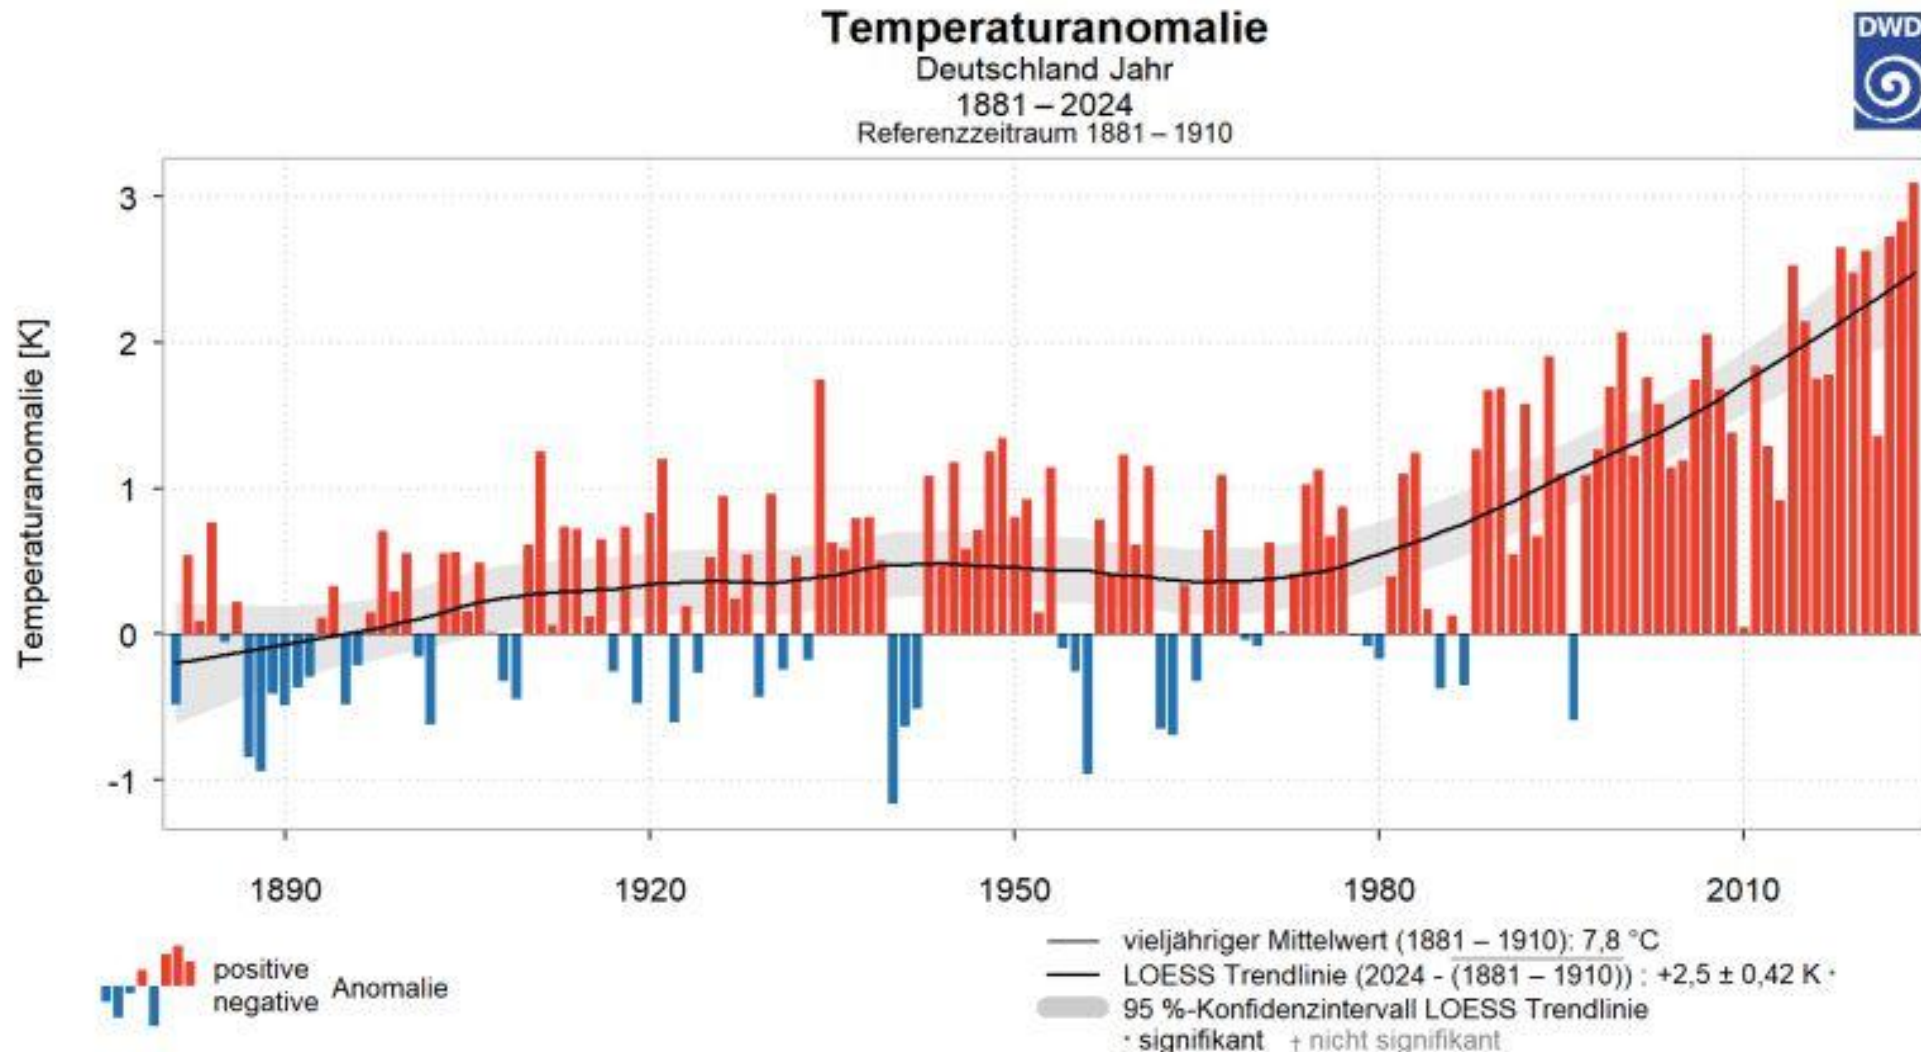 Temperaturanomalie
Deutschland Jahr
1881 – 2024
Referenzzeitraum 1881 – 1910
DWD
Temperaturanomalie [K]
3
2
1
0
-1
1890
1920
1950
1980
2010
positive
negative
Anomalie
vieljähriger Mittelwert (1881 – 1910): 7,8 °C
LOESS Trendlinie (2024 - (1881 – 1910)) : +2,5 ± 0,42 K *
95 %-Konfidenzintervall LOESS Trendlinie
* signifikant † nicht signifikant